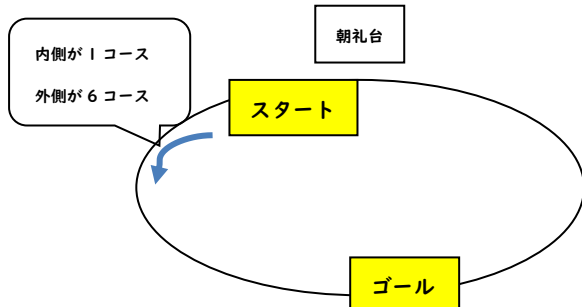 朝礼台
内側が1コース
外側が6コース
スタート
ゴール